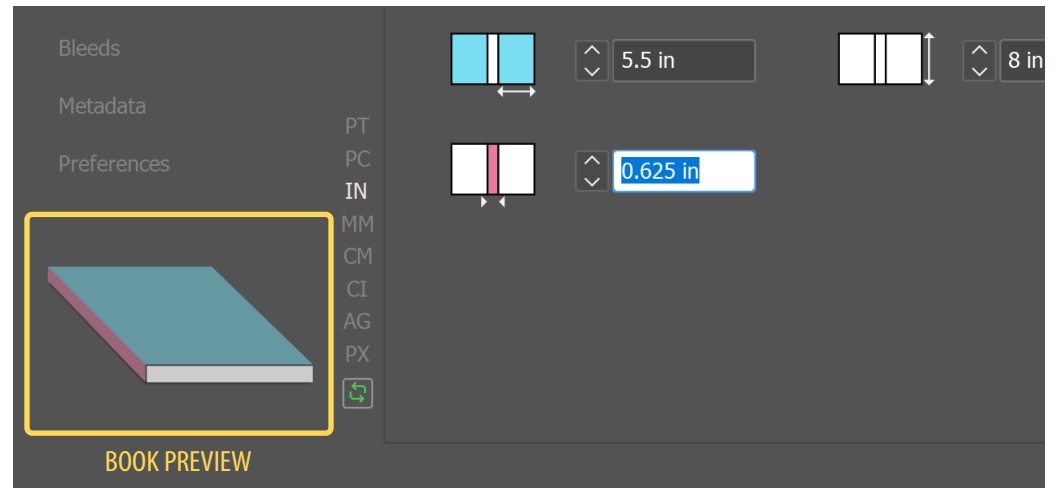 Bleeds
5.5 in
8 in
Metadata
PT
Preferences
PC
0.625 in
IN
MM
CM
CI
AG
PX
BOOK PREVIEW